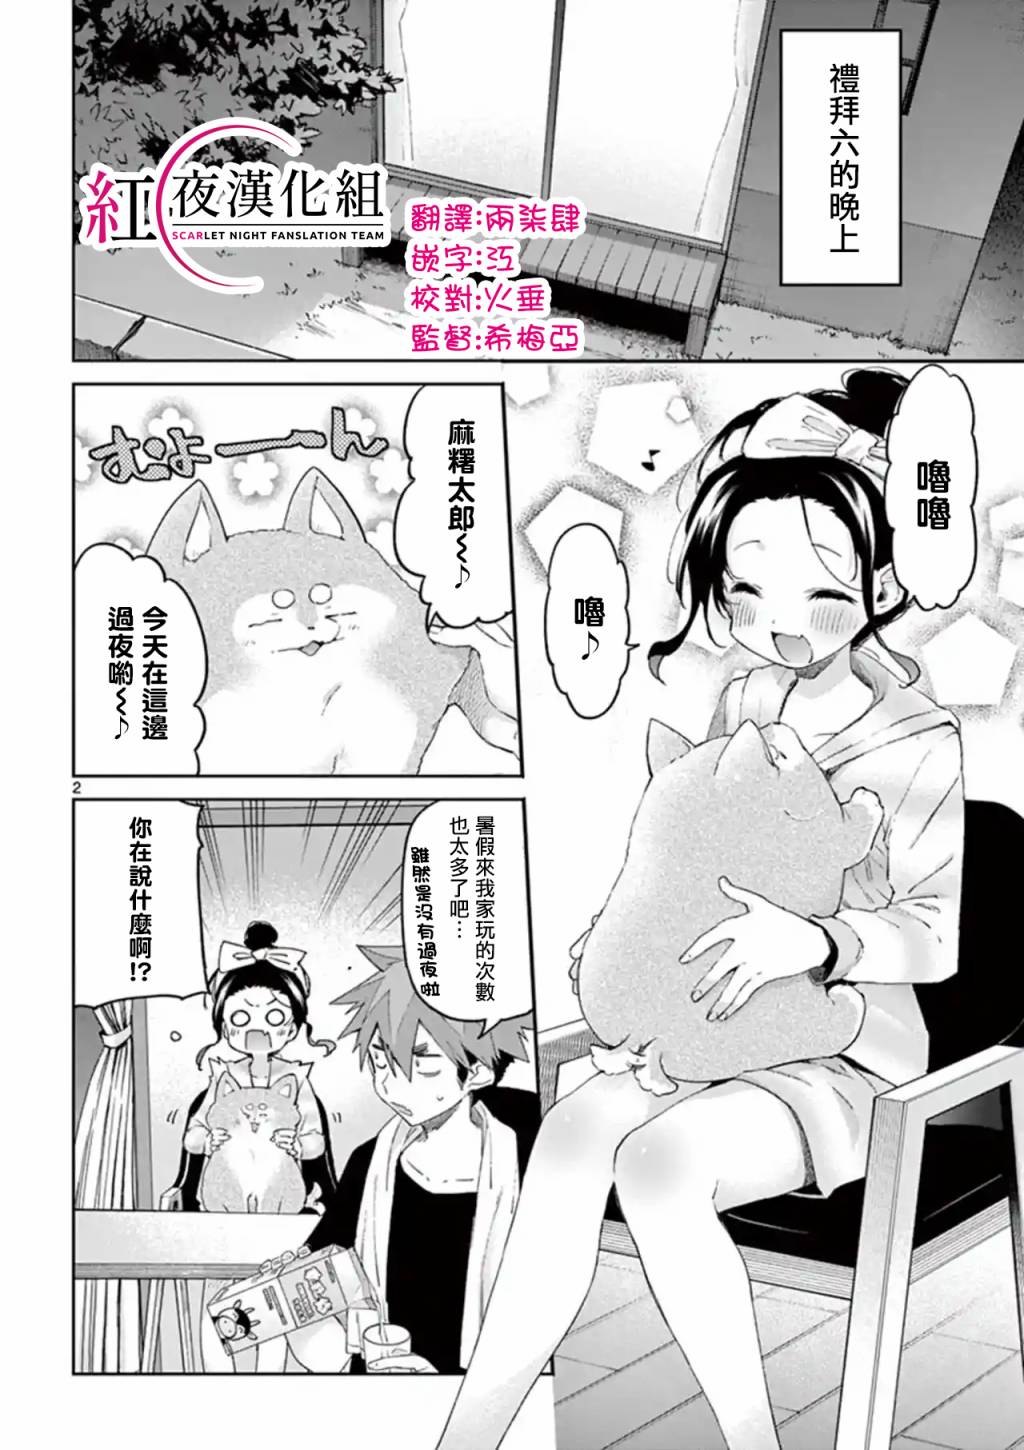 禮拜六的晚上
紅夜漢化組
SCARLET NIGHT FANSLATION TEAM
翻譯:兩柒肆
嵌字:江
校對:火垂
監督:希梅亞
嚕嚕
嚕♪
麻糬太郎～♪
むよーん
今天在這邊
過夜喲～♪
2
暑假來我家玩的次數
也太多了吧…
雖然是沒有過夜啦
你在說什麼啊!?